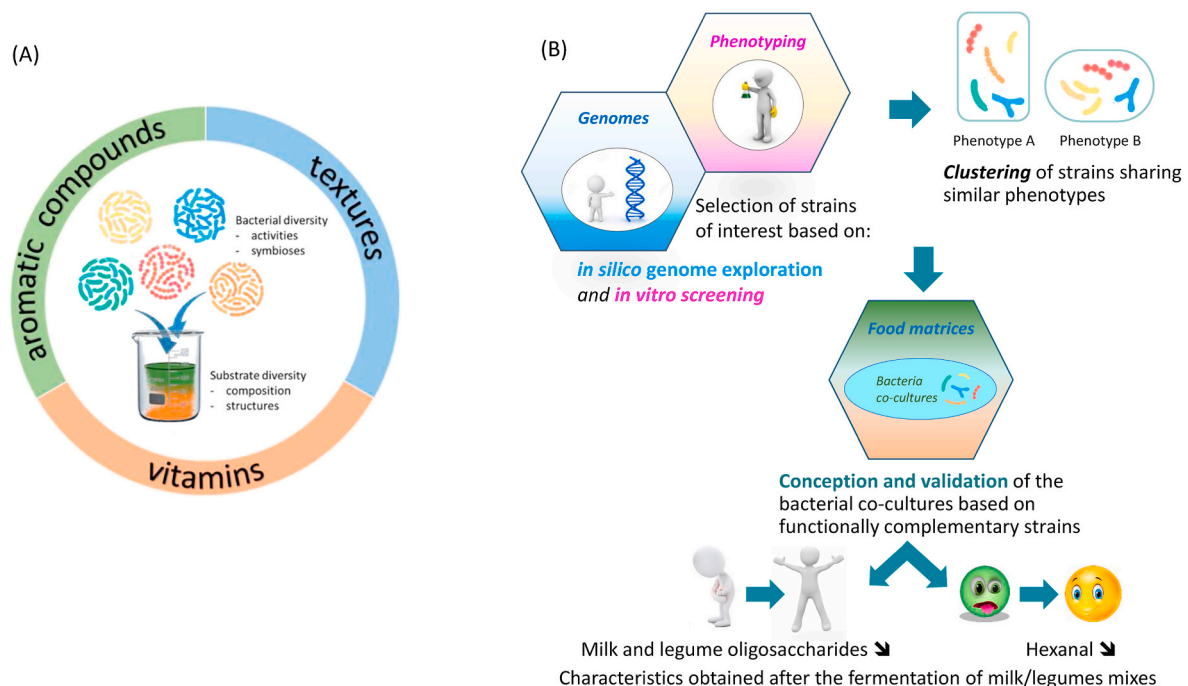 (A)
aromatic compounds
textures
vitamins
Bacterial diversity
- activities
- symbioses
Substrate diversity
- composition
- structures
(B)
Phenotyping
Genomes
Selection of strains
of interest based on:
in silico genome exploration
and in vitro screening
Phenotype A
Phenotype B
Clustering of strains sharing
similar phenotypes
Food matrices
Bacteria
co-cultures
Conception and validation of the
bacterial co-cultures based on
functionally complementary strains
Milk and legume oligosaccharides ⬊
Hexanal ⬊
Characteristics obtained after the fermentation of milk/legumes mixes